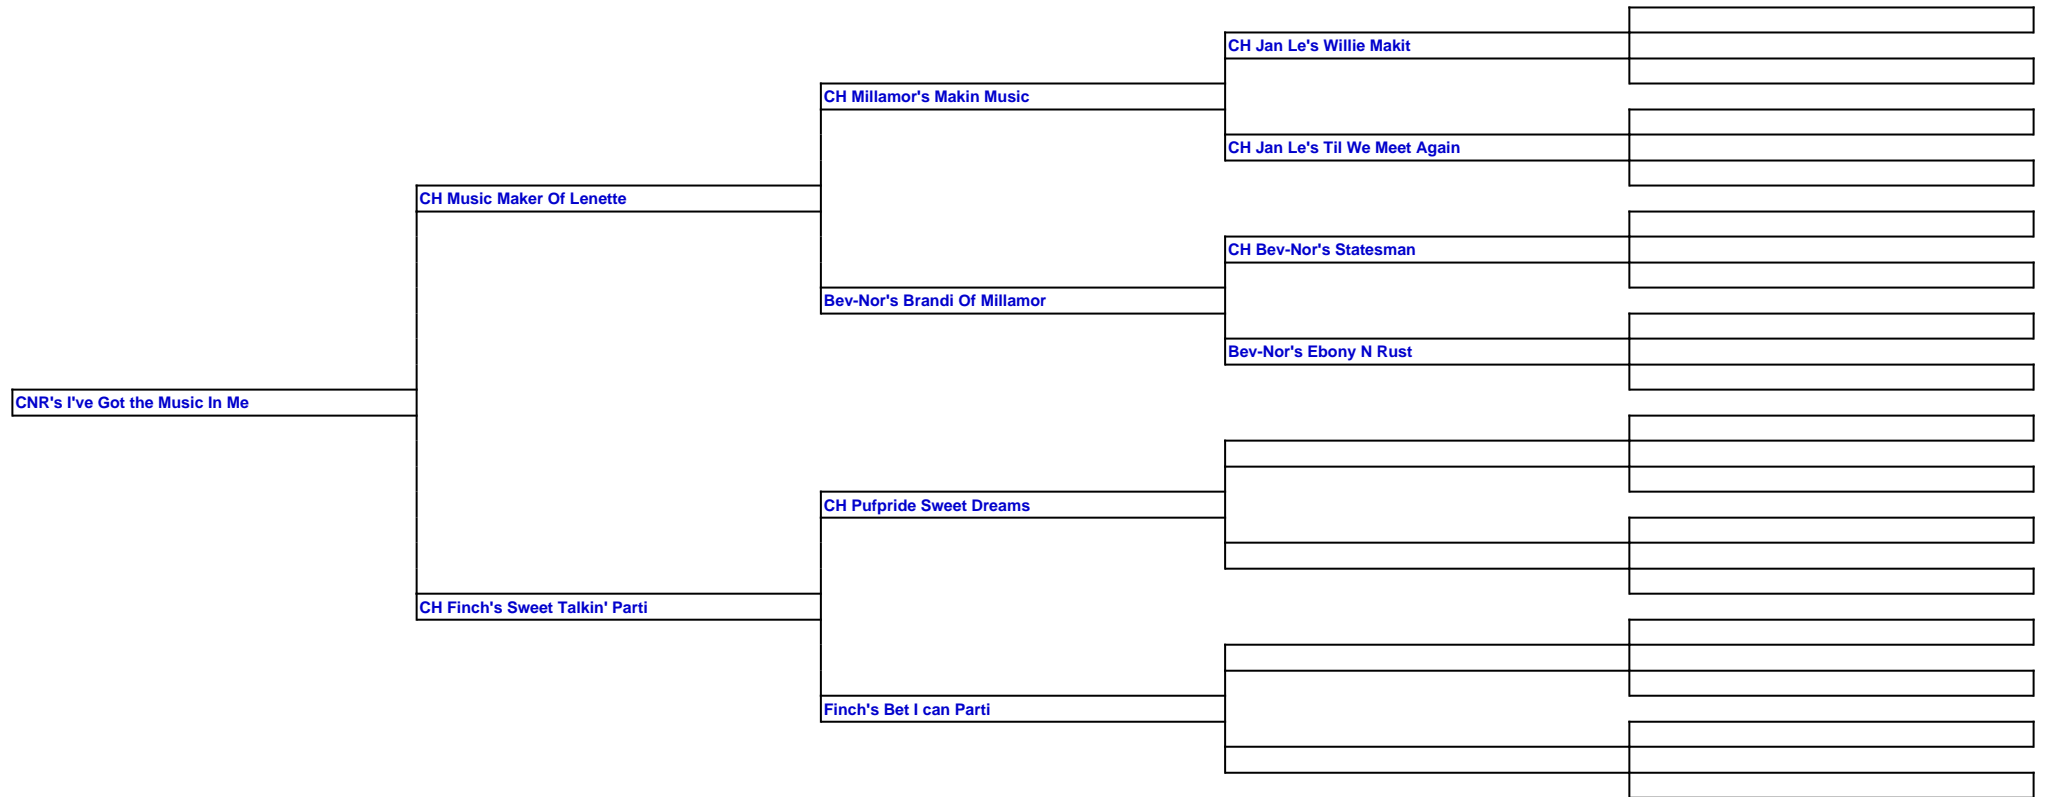 CH Jan Le's Willie Makit
CH Millamor's Makin Music
CH Jan Le's Til We Meet Again
CH Music Maker Of Lenette
CH Bev-Nor's Statesman
Bev-Nor's Brandi Of Millamor
Bev-Nor's Ebony N Rust
CNR's I've Got the Music In Me
CH Pufpride Sweet Dreams
CH Finch's Sweet Talkin' Parti
Finch's Bet I can Parti